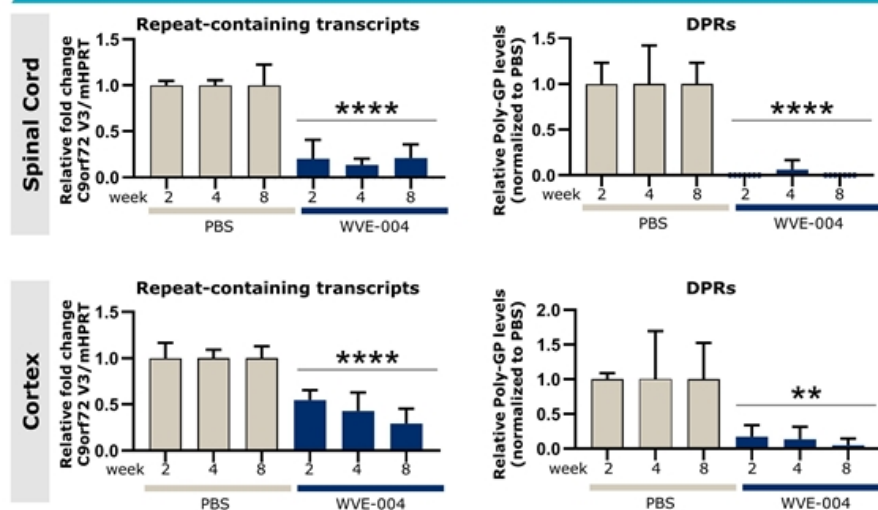 Spinal Cord
Repeat-containing transcripts
Relative fold change
C9orf72 V3/mHPRT
1.5
1.0
0.5
0.0
****
week 2 4 8 2 4 8
PBS WVE-004
DPRs
Relative Poly-GP levels
(normalized to PBS)
1.5
1.0
0.5
0.0
****
week 2 4 8 2 4 8
PBS WVE-004
Cortex
Repeat-containing transcripts
Relative fold change
C9orf72 V3/mHPRT
1.5
1.0
0.5
0.0
****
week 2 4 8 2 4 8
PBS WVE-004
DPRs
Relative Poly-GP levels
(normalized to PBS)
2.0
1.5
1.0
0.5
0.0
**
week 2 4 8 2 4 8
PBS WVE-004